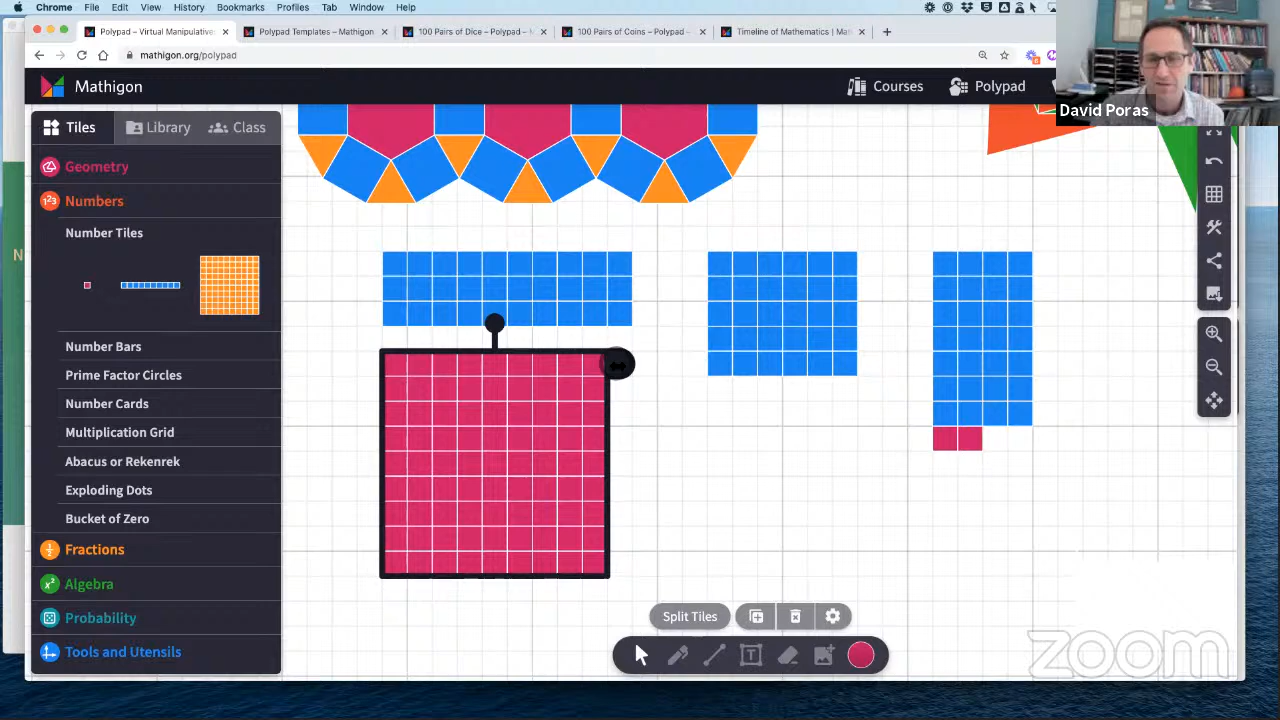 Chrome File Edit View History Bookmarks Profiles Tab Window Help
Polypad – Virtual Manipulative Polypad Templates – Mathigon 100 Pairs of Dice – Polypad – 100 Pairs of Coins – Polypad – Timeline of Mathematics | Mat
mathigon.org/polypad
Mathigon Courses Polypad
David Poras
Tiles Library Class
Geometry
Numbers
Number Tiles
Number Bars
Prime Factor Circles
Number Cards
Multiplication Grid
Abacus or Rekenrek
Exploding Dots
Bucket of Zero
Fractions
Algebra
Probability
Tools and Utensils
Split Tiles
zoom